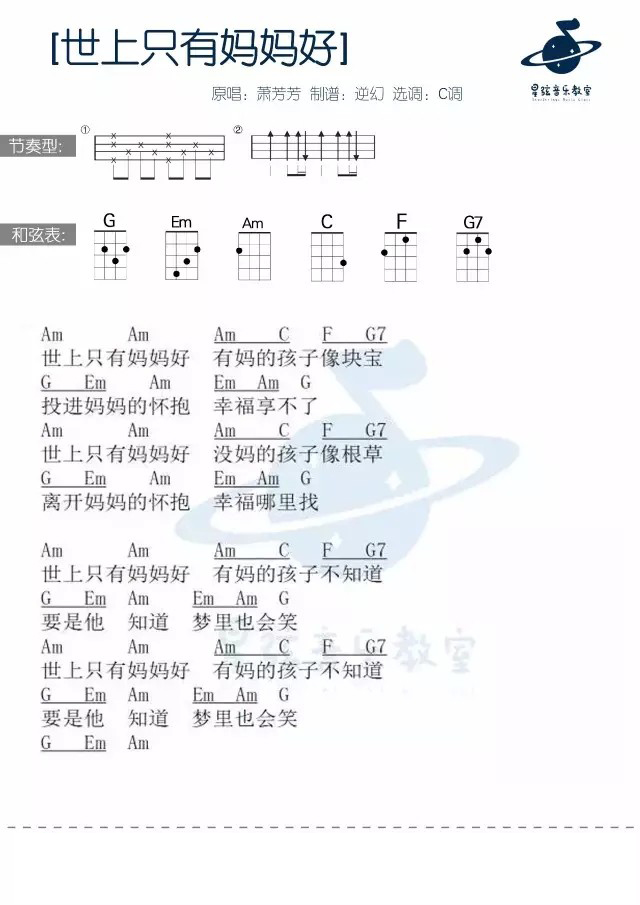 [世上只有妈妈好]
星弦音乐教室
原唱：萧芳芳 制谱：逆幻 选调：C调
节奏型：
① ②
和弦表：
G Em Am C F G7
Am Am Am C F G7
世上只有妈妈好 有妈的孩子像块宝
G Em Am Em Am G
投进妈妈的怀抱 幸福享不了
Am Am Am C F G7
世上只有妈妈好 没妈的孩子像根草
G Em Am Em Am G
离开妈妈的怀抱 幸福哪里找
Am Am Am C F G7
世上只有妈妈好 有妈的孩子不知道
G Em Am Em Am G
要是他 知道 梦里也会笑
Am Am Am C F G7
世上只有妈妈好 有妈的孩子不知道
G Em Am Em Am G
要是他 知道 梦里也会笑
G Em Am
星弦音乐教室